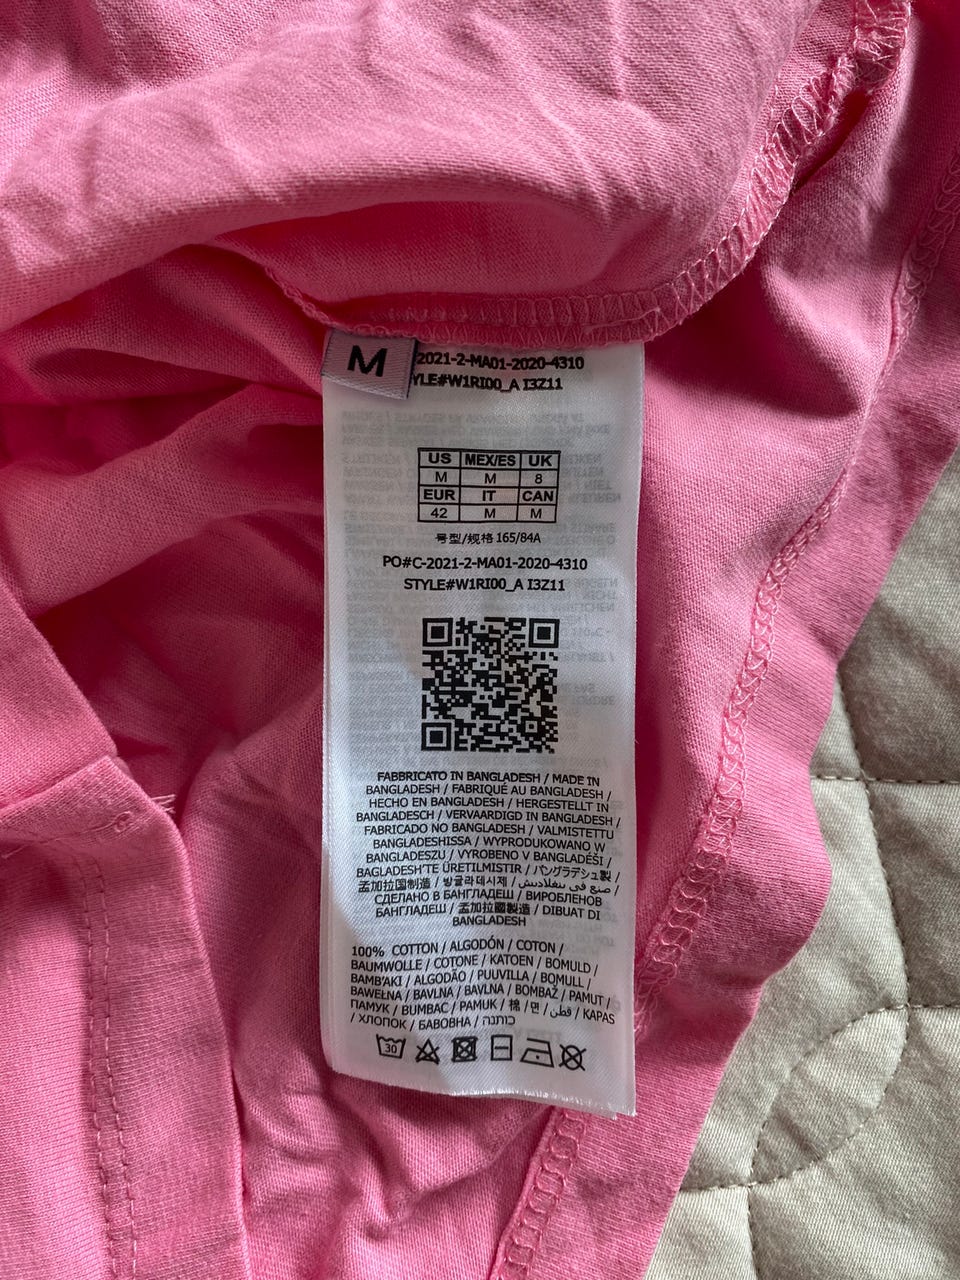 M
2021-2-MA01-2020-4310
YLE#W1RI00_A I3Z11
US MEX/ES UK
M M 8
EUR IT CAN
42 M M
号型/规格 165/84A
PO#C-2021-2-MA01-2020-4310
STYLE#W1RI00_A I3Z11
FABBRICATO IN BANGLADESH / MADE IN
BANGLADESH / FABRIQUÉ AU BANGLADESH /
HECHO EN BANGLADESH / HERGESTELLT IN
BANGLADESCH / VERVAARDIGD IN BANGLADESH /
FABRICADO NO BANGLADESH / VALMISTETTU
BANGLADESHISSA / WYPRODUKOWANO W
BANGLADESZU / VYROBENO V BANGLADÉŠI /
BAGLADESH'TE ÜRETILMISTIR / バングラデシュ製 /
孟加拉国制造 / 방글라데시제 / صنع في بنغلاديش /
СДЕЛАНО В БАНГЛАДЕШ / ВИРОБЛЕНОВ
БАНГЛАДЕШ / 孟加拉國製造 / DIBUAT DI
BANGLADESH
100% COTTON / ALGODÓN / COTON /
BAUMWOLLE / COTONE / KATOEN / BOMULD /
BAMB'AKI / ALGODÃO / PUUVILLA / BOMULL /
BAWEŁNA / BAVLNA / BAVLNA / BOMBAŽ / PAMUT /
ПАМУК / BUMBAC / PAMUK / 棉 / 면 / قطن / KAPAS
/ ХЛОПОК / БАВОВНА / כותנה
30